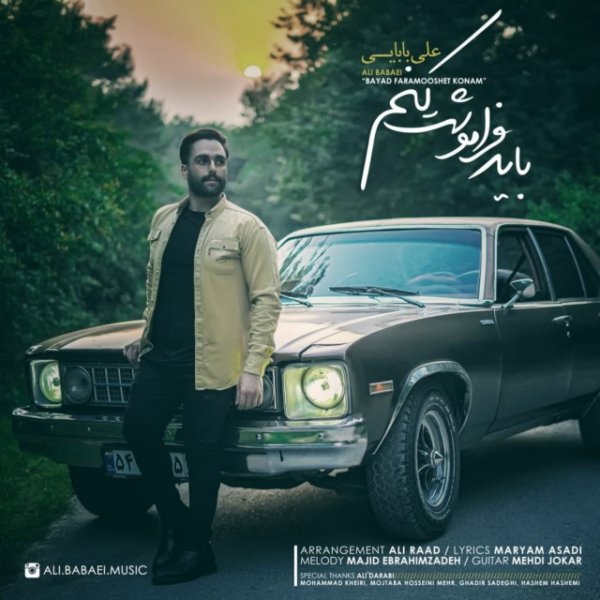 علی بابایی
ALI BABAEI
"BAYAD FARAMOOSHET KONAM"
باید فراموشت کنم
۵۴
۵
ARRANGEMENT ALI RAAD / LYRICS MARYAM ASADI
MELODY MAJID EBRAHIMZADEH / GUITAR MEHDI JOKAR
SPECIAL THANKS ALI DARABI////////////////////////////////////////
MOHAMMAD KHEIRI, MOJTABA HOSSEINI MEHR, GHADIR SADEGHI, HASHEM HASHEMI
ALI.BABAEI.MUSIC